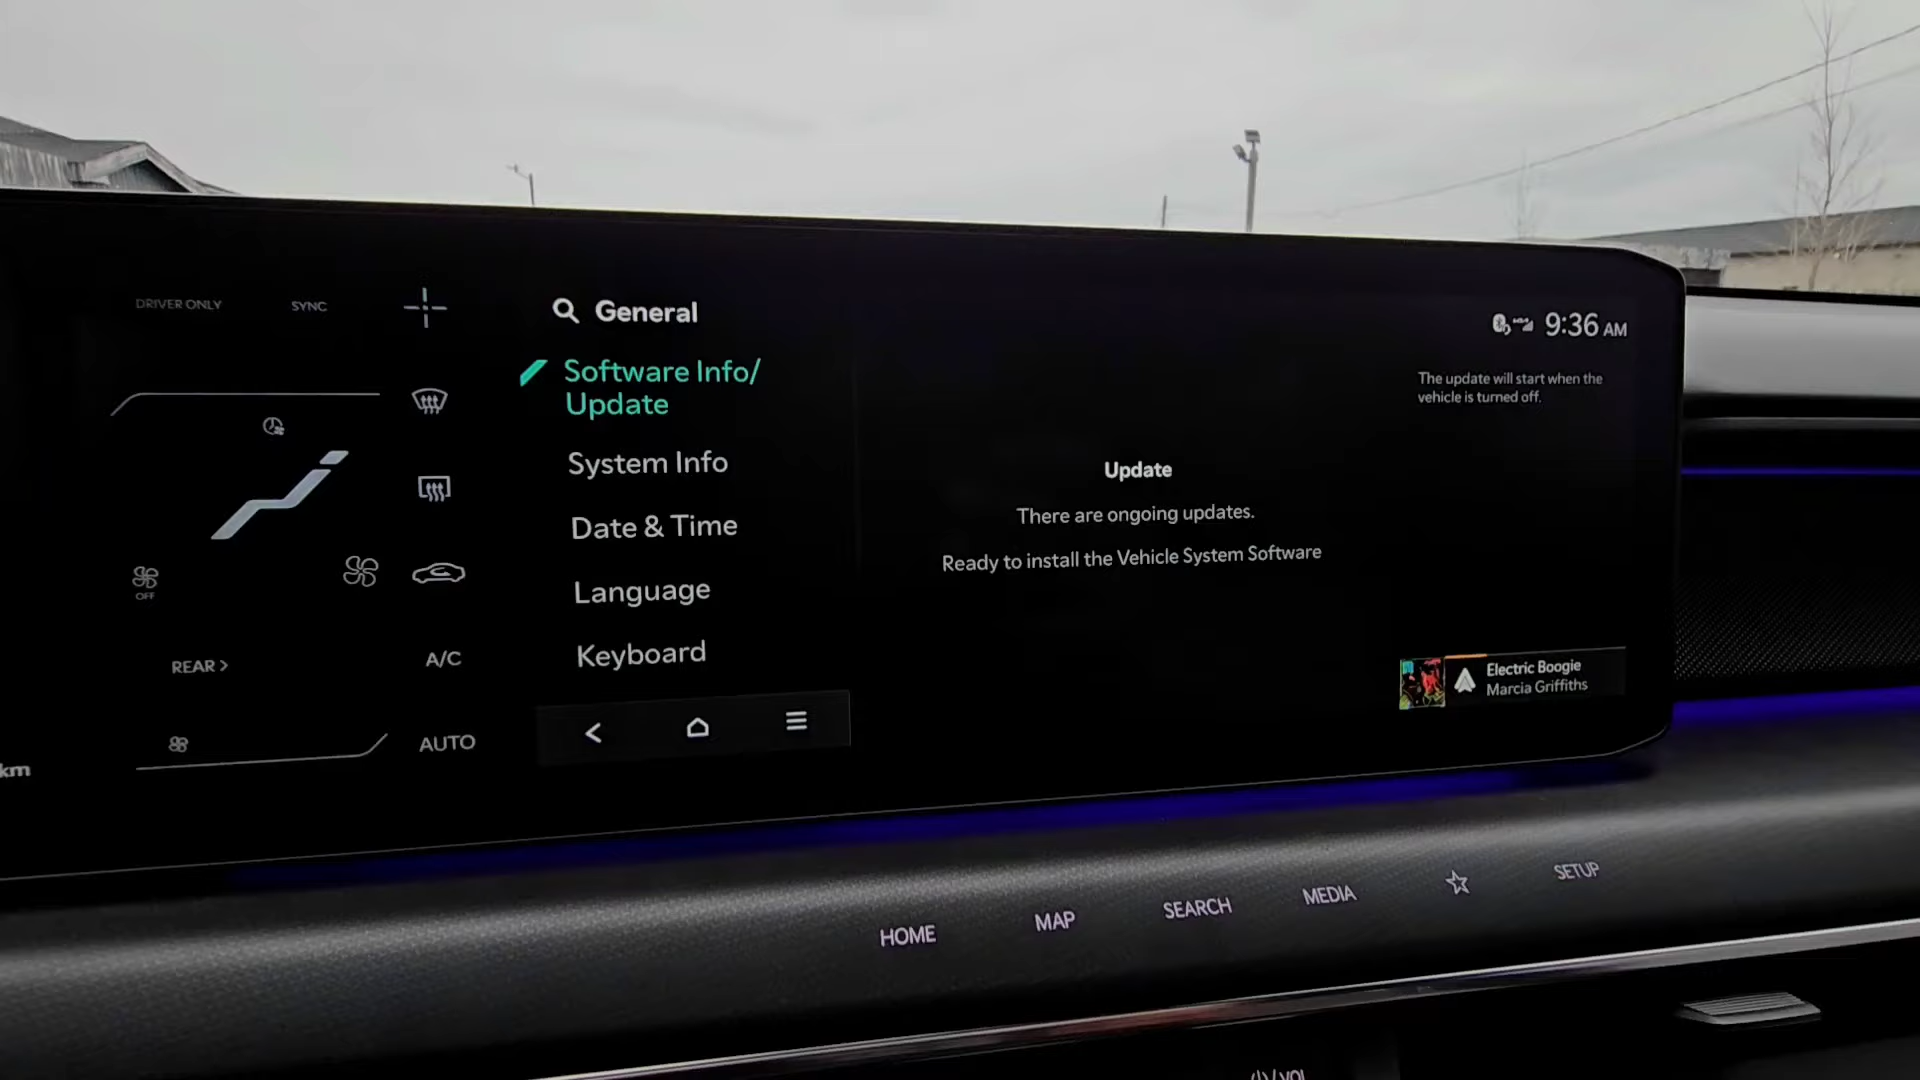 DRIVER ONLY
SYNC
OFF
REAR >
A/C
AUTO
km
General
Software Info/
Update
System Info
Date & Time
Language
Keyboard
9:36 AM
The update will start when the
vehicle is turned off.
Update
There are ongoing updates.
Ready to install the Vehicle System Software
Electric Boogie
Marcia Griffiths
HOME
MAP
SEARCH
MEDIA
SETUP
VOL